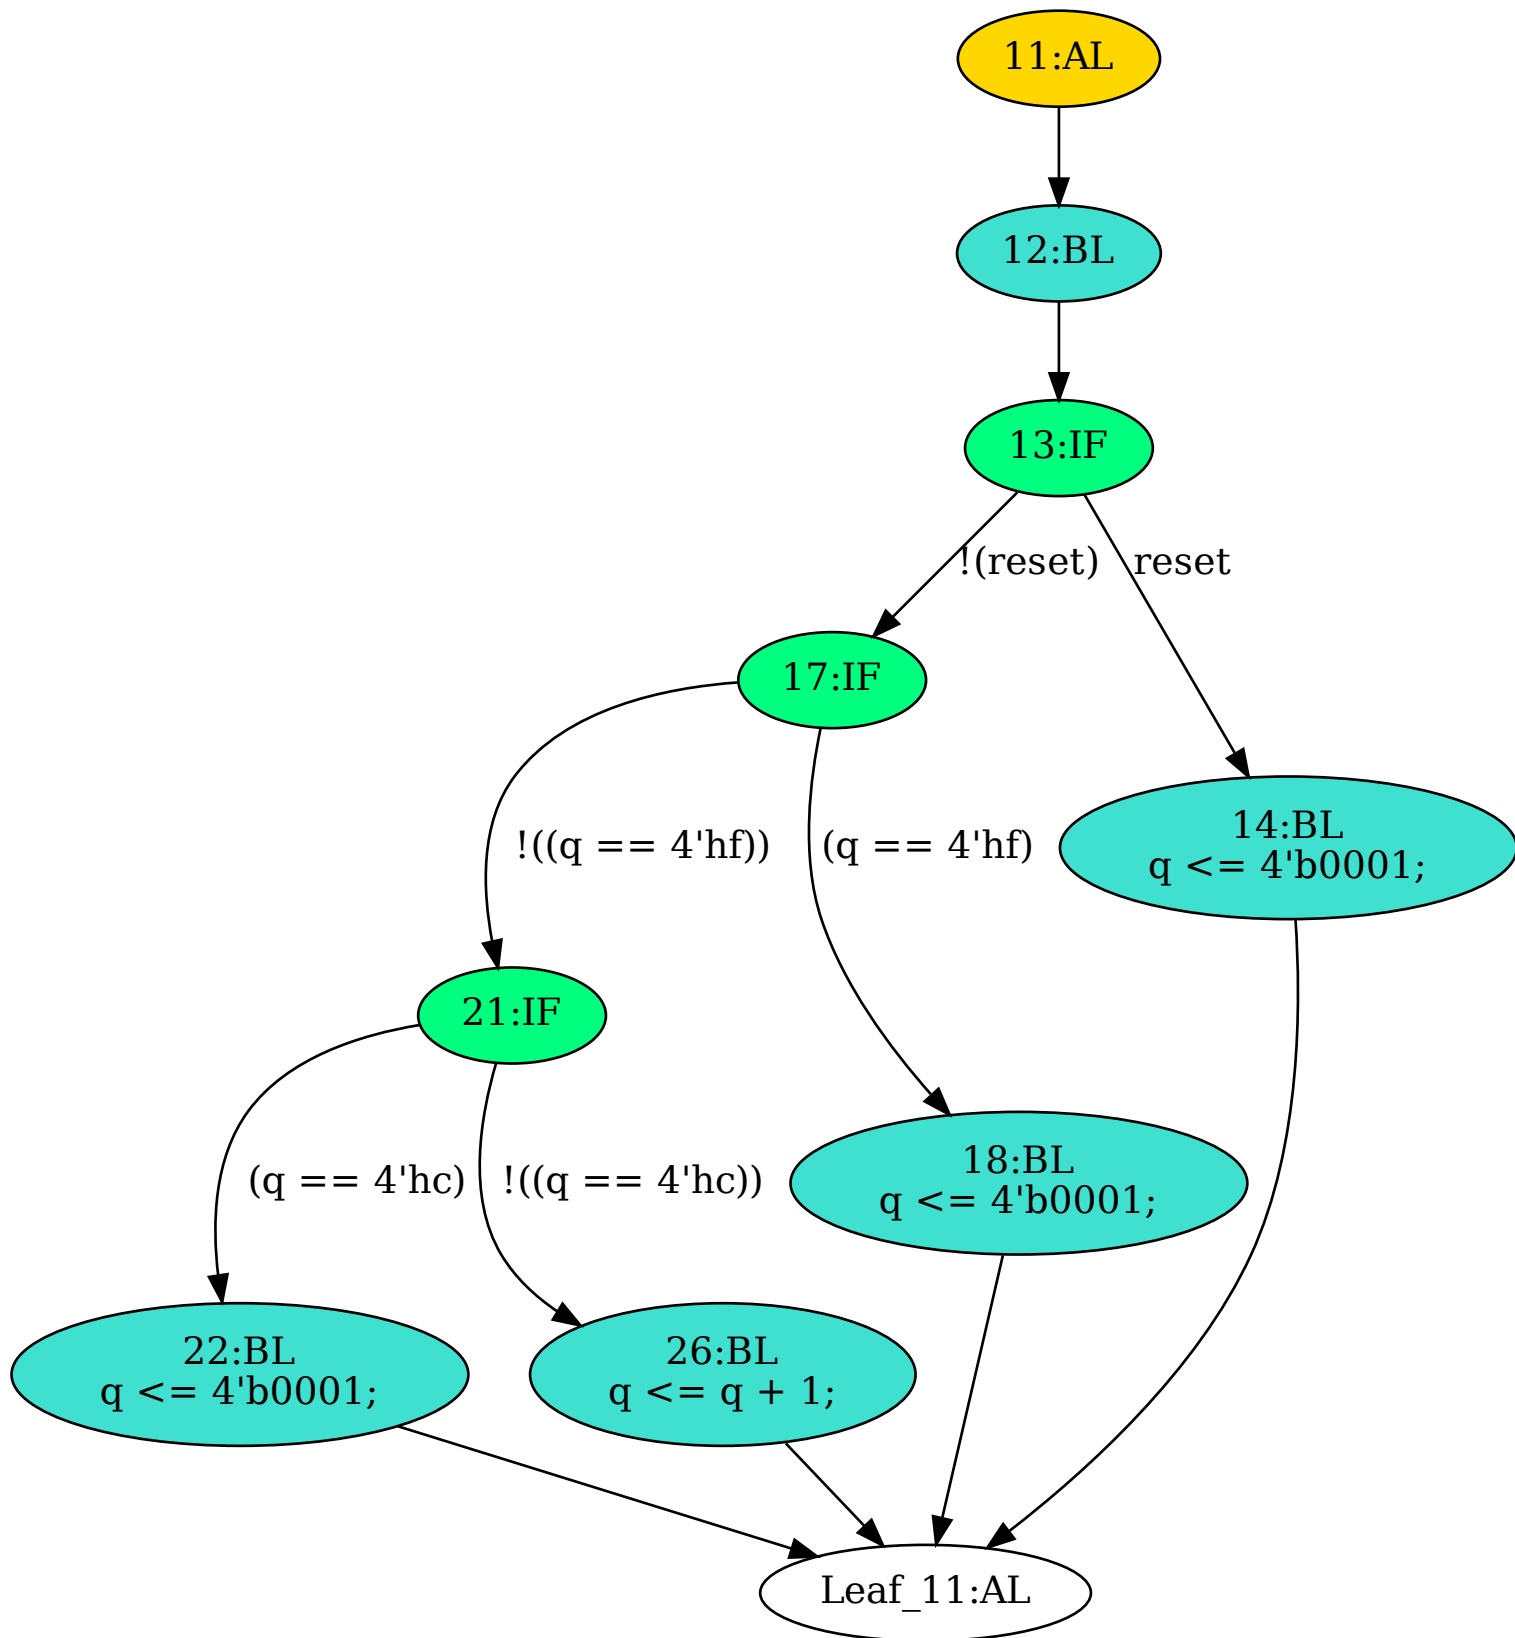 11:AL
12:BL
13:IF
!(reset)
reset
17:IF
!((q == 4'hf))
(q == 4'hf)
14:BL
q <= 4'b0001;
21:IF
(q == 4'hc)
!((q == 4'hc))
18:BL
q <= 4'b0001;
22:BL
q <= 4'b0001;
26:BL
q <= q + 1;
Leaf_11:AL